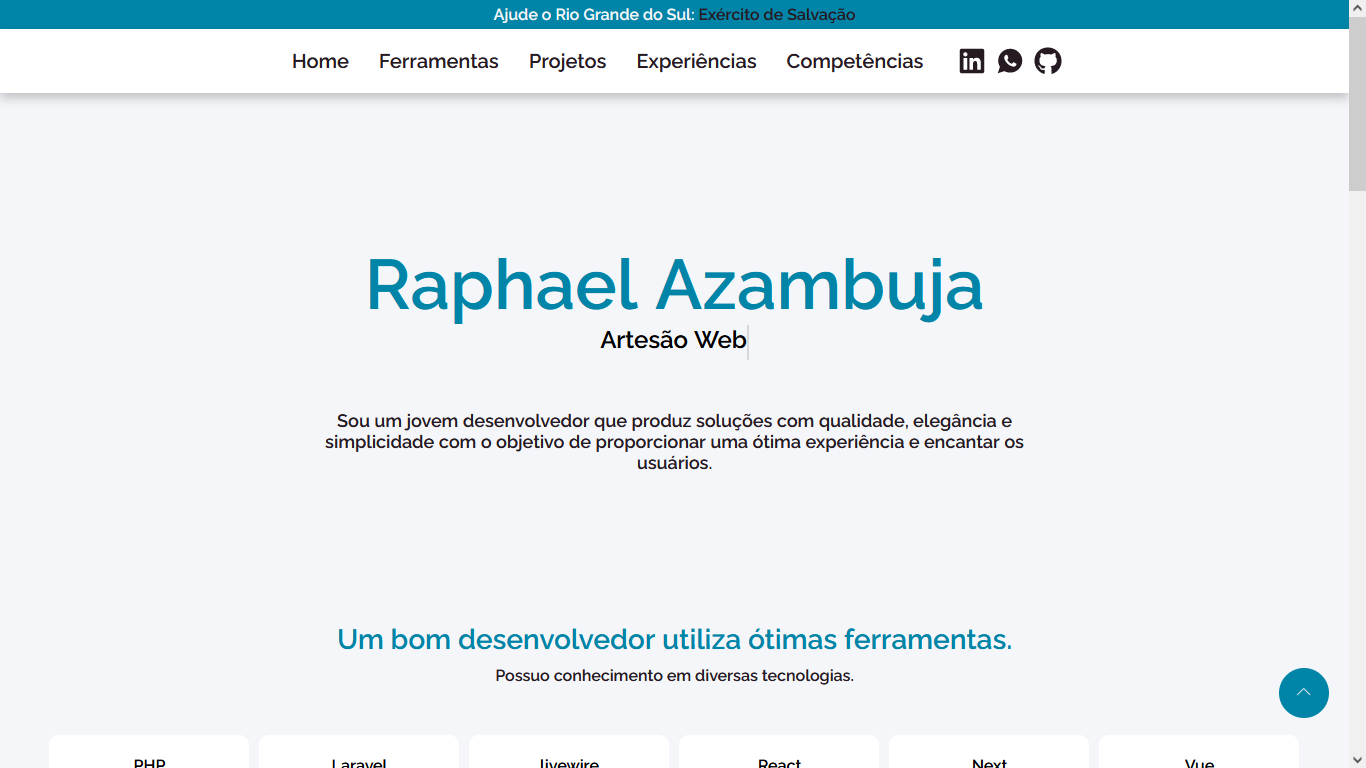 Ajude o Rio Grande do Sul: Exército de Salvação
Home Ferramentas Projetos Experiências Competências
Raphael Azambuja
Artesão Web
Sou um jovem desenvolvedor que produz soluções com qualidade, elegância e
simplicidade com o objetivo de proporcionar uma ótima experiência e encantar os
usuários.
Um bom desenvolvedor utiliza ótimas ferramentas.
Possuo conhecimento em diversas tecnologias.
PHP Laravel livewire React Next Vue